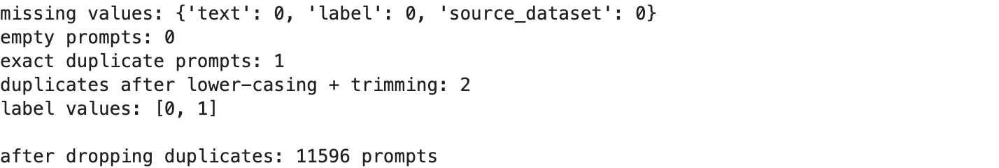 missing values: {'text': 0, 'label': 0, 'source_dataset': 0}
empty prompts: 0
exact duplicate prompts: 1
duplicates after lower-casing + trimming: 2
label values: [0, 1]

after dropping duplicates: 11596 prompts